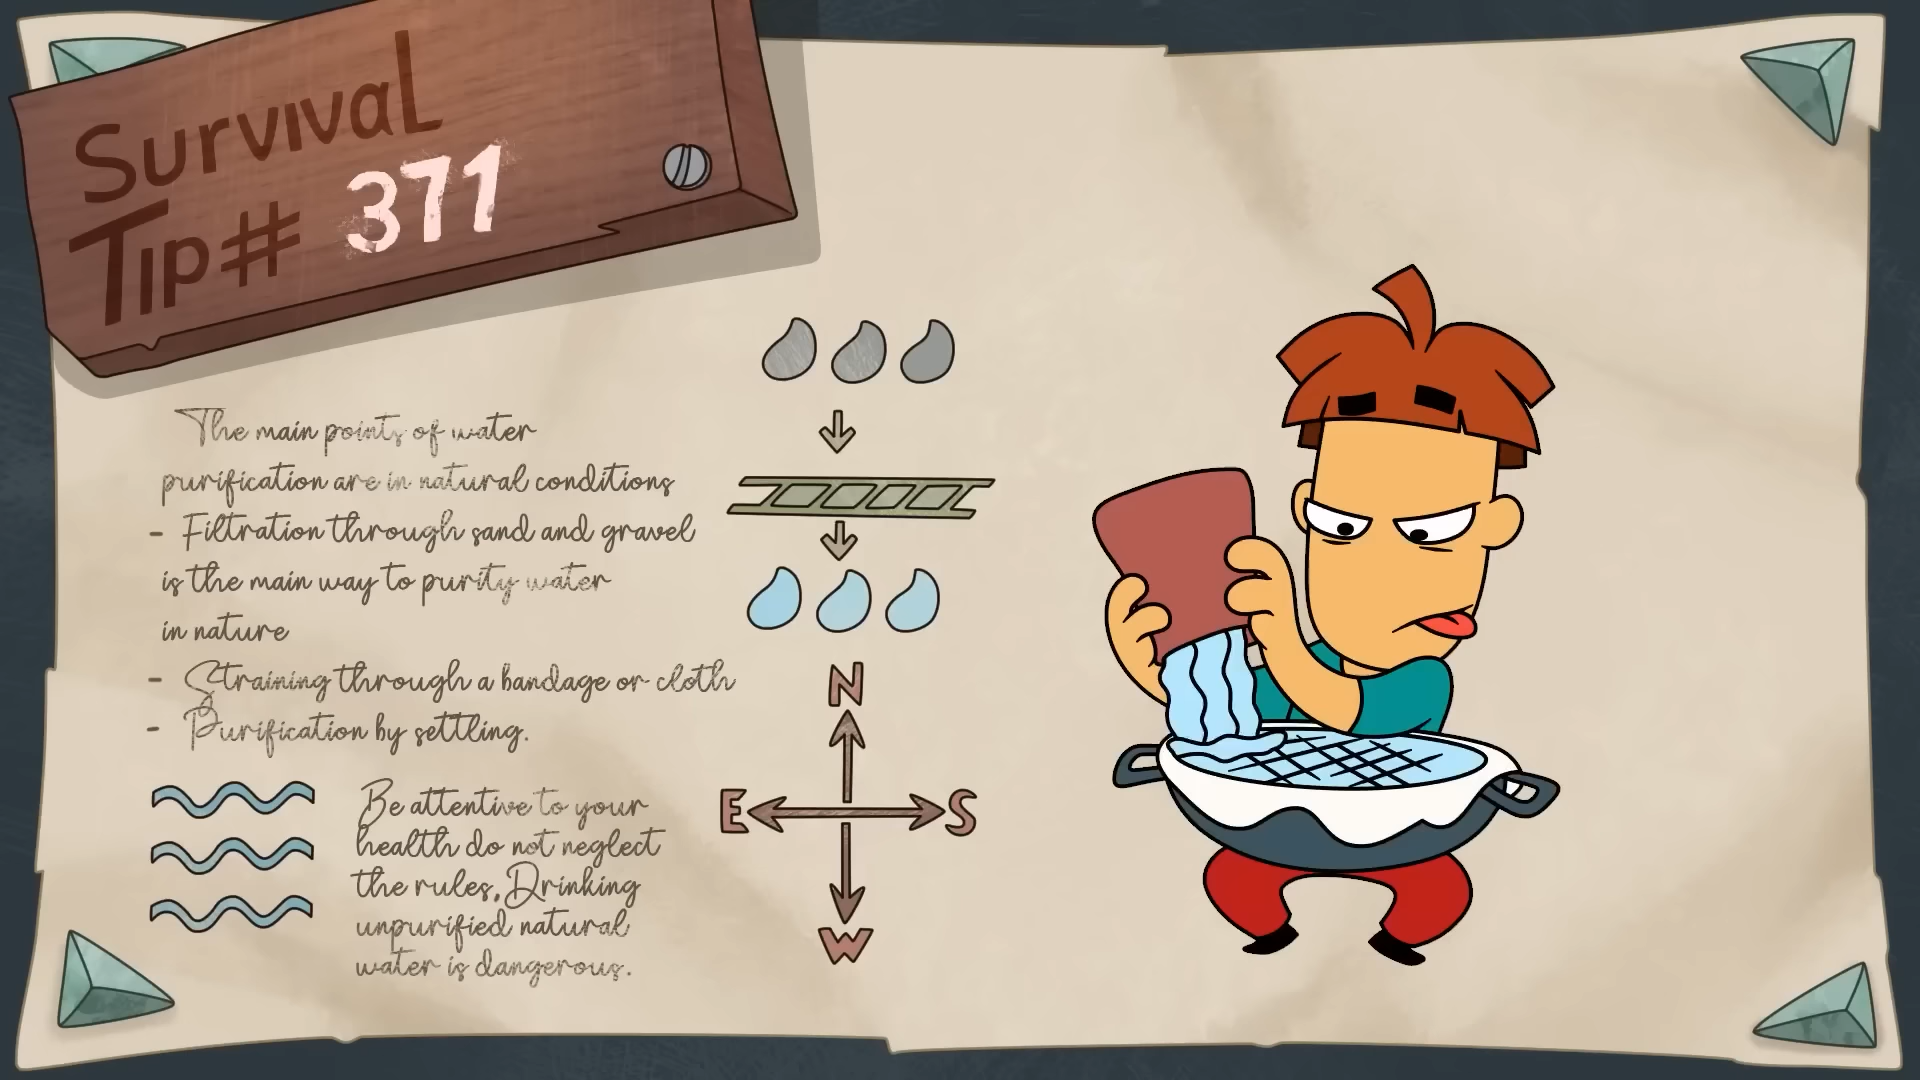 Survival
Tip# 371
The main points of water
purification are in natural conditions
- Filtration through sand and gravel
is the main way to purity water
in nature
- Straining through a bandage or cloth
- Purification by settling.
Be attentive to your
health do not neglect
the rules, Drinking
unpurified natural
water is dangerous.
N
E S
W